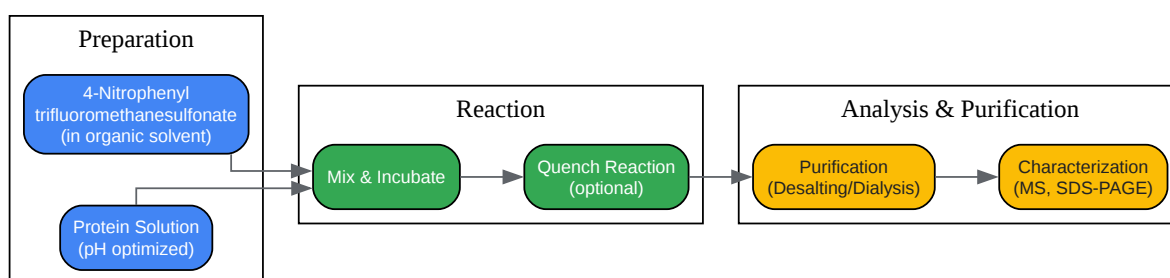 Preparation
4-Nitrophenyl
trifluoromethanesulfonate
(in organic solvent)
Protein Solution
(pH optimized)
Reaction
Mix & Incubate
Quench Reaction
(optional)
Analysis & Purification
Purification
(Desalting/Dialysis)
Characterization
(MS, SDS-PAGE)